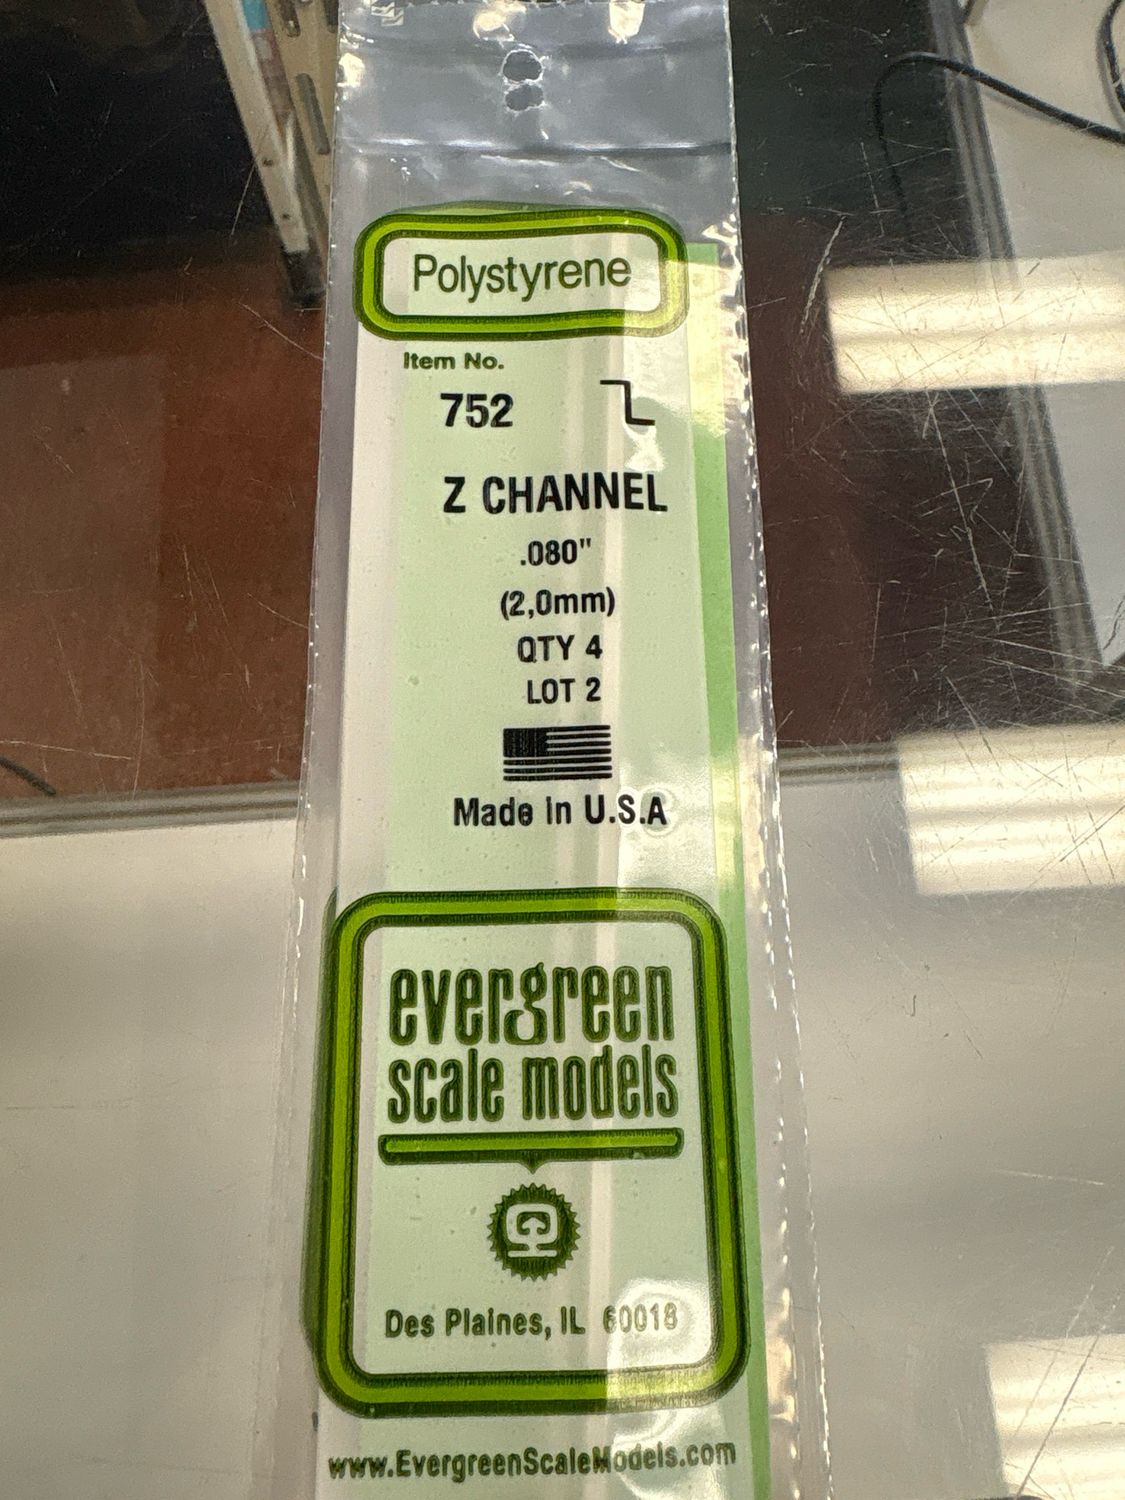 Polystyrene
Item No.
752
Z CHANNEL
.080"
(2,0mm)
QTY 4
LOT 2
Made in U.S.A
evergreen
scale models
Des Plaines, IL 60018
www.EvergreenScaleModels.com